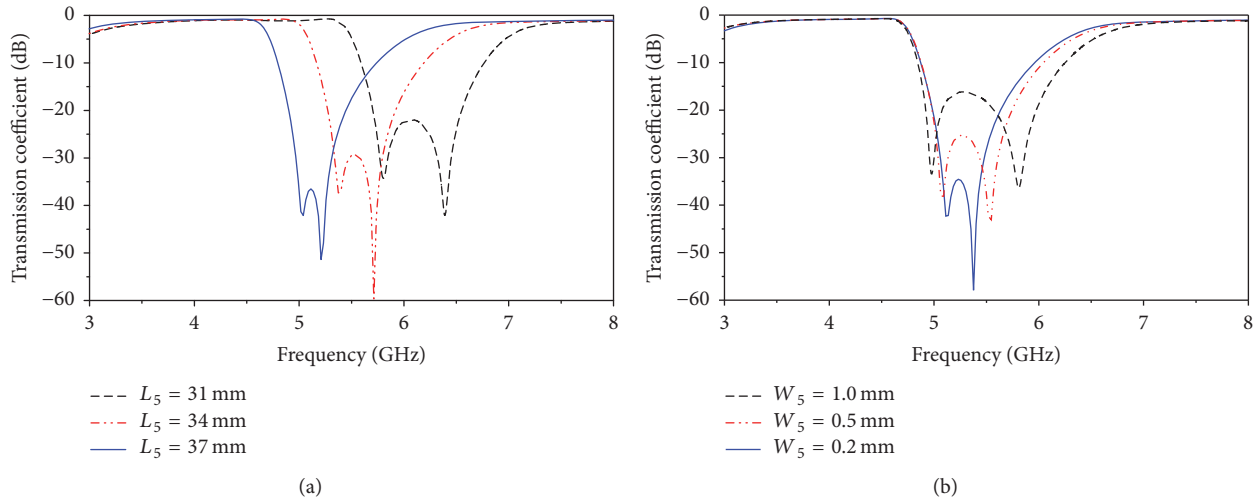 0
−10
−20
−30
−40
−50
−60
Transmission coefficient (dB)
3 4 5 6 7 8
Frequency (GHz)
L5 = 31 mm
L5 = 34 mm
L5 = 37 mm
(a)
0
−10
−20
−30
−40
−50
−60
Transmission coefficient (dB)
3 4 5 6 7 8
Frequency (GHz)
W5 = 1.0 mm
W5 = 0.5 mm
W5 = 0.2 mm
(b)